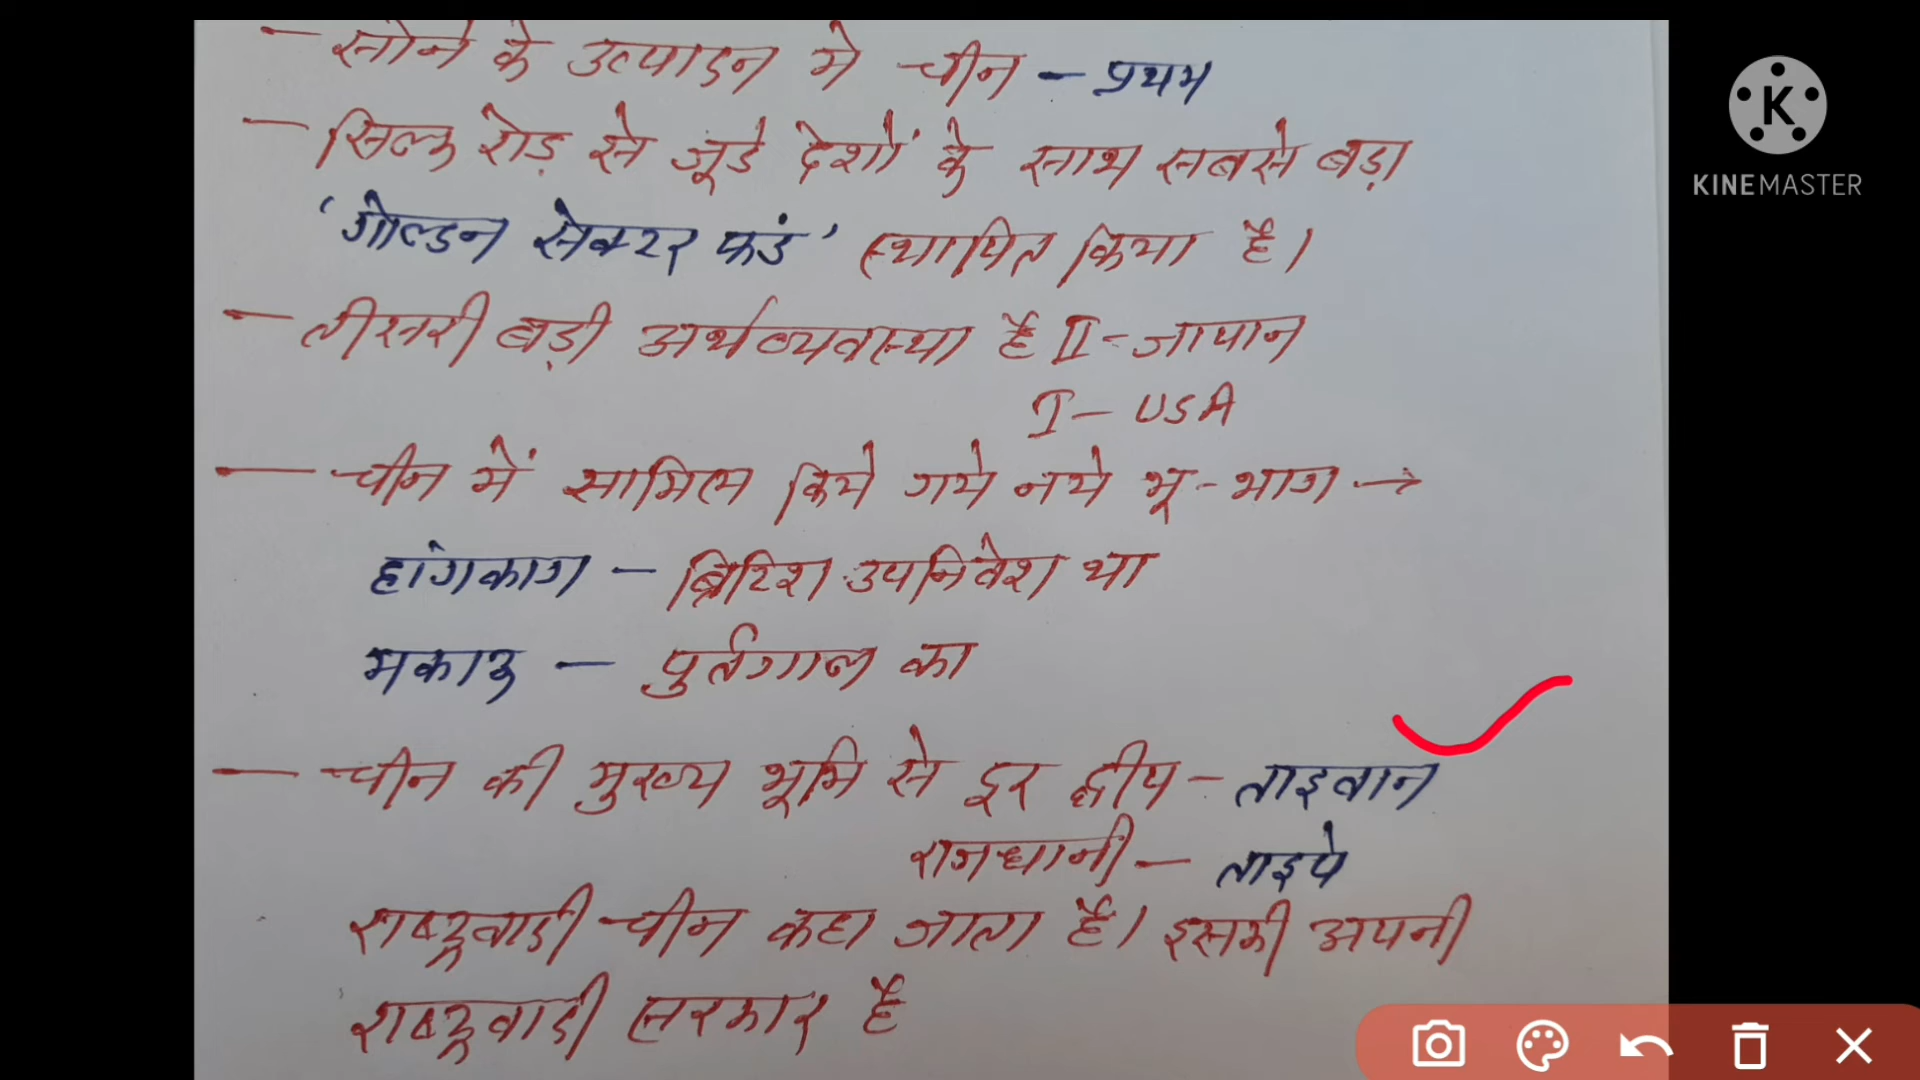 - सोने के उत्पादन मे चीन - प्रथम
- सिल्क रोड़ से जूडे देशों के साथ सबसे बड़ा
'गोल्डन सेक्टर फंड' स्थापित किया है।
- तीसरी बड़ी अर्थव्यवस्था है II - जापान
I - USA
- चीन में सामिल किये गये नये भू-भाग →
हांगकाग - ब्रिटिश उपनिवेश था
मकाउ - पुर्तगाल का
- चीन की मुख्य भूमि से दूर द्वीप - ताइवान
राजधानी - ताइपे
राष्ट्रवादी चीन कहा जाता है। इसकी अपनी
राष्ट्रवादी सरकार है
K
KINEMASTER